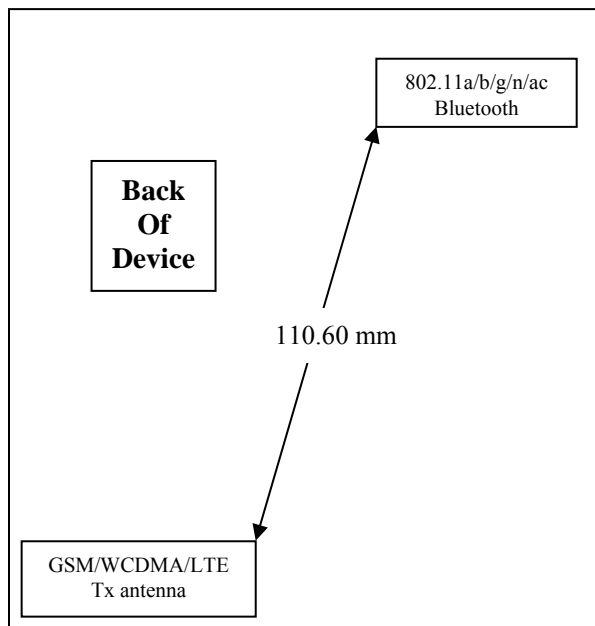 802.11a/b/g/n/ac
Bluetooth
Back
Of
Device
110.60 mm
GSM/WCDMA/LTE
Tx antenna